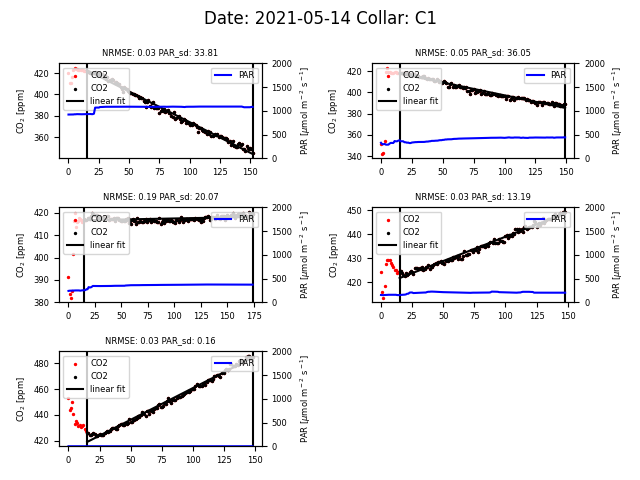 Date: 2021-05-14 Collar: C1
NRMSE: 0.03 PAR_sd: 33.81
CO2 [ppm]
420
400
380
360
0
25
50
75
100
125
150
CO2
CO2
linear fit
PAR
2000
1500
1000
500
0
PAR [μmol m−2 s−1]
NRMSE: 0.05 PAR_sd: 36.05
CO2 [ppm]
420
400
380
360
340
0
25
50
75
100
125
150
CO2
CO2
linear fit
PAR
2000
1500
1000
500
0
PAR [μmol m−2 s−1]
NRMSE: 0.19 PAR_sd: 20.07
CO2 [ppm]
420
410
400
390
380
0
25
50
75
100
125
150
175
CO2
CO2
linear fit
PAR
2000
1500
1000
500
0
PAR [μmol m−2 s−1]
NRMSE: 0.03 PAR_sd: 13.19
CO2 [ppm]
450
440
430
420
0
25
50
75
100
125
150
CO2
CO2
linear fit
PAR
2000
1500
1000
500
0
PAR [μmol m−2 s−1]
NRMSE: 0.03 PAR_sd: 0.16
CO2 [ppm]
480
460
440
420
0
25
50
75
100
125
150
CO2
CO2
linear fit
PAR
2000
1500
1000
500
0
PAR [μmol m−2 s−1]